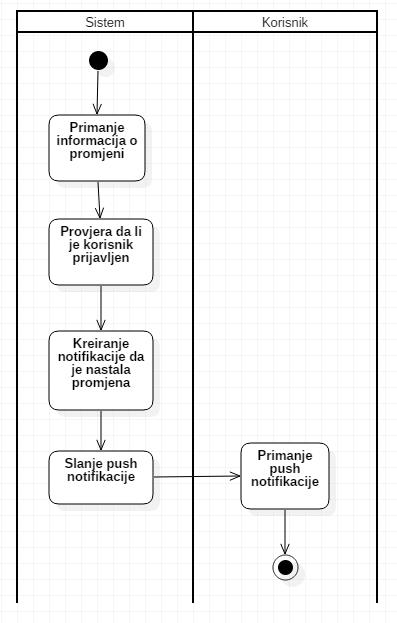 Sistem
Korisnik
Primanje
informacija o
promjeni
Provjera da li
je korisnik
prijavljen
Kreiranje
notifikacije da
je nastala
promjena
Slanje push
notifikacije
Primanje
push
notifikacije